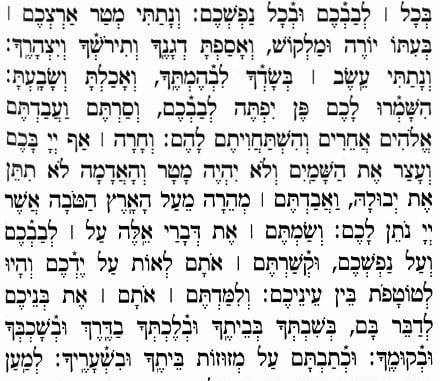 בְּכָל | לְבַבְכֶם וּבְכָל נַפְשְׁכֶם: וְנָתַתִּי מְטַר אַרְצְכֶם |
בְּעִתּוֹ יוֹרֶה וּמַלְקוֹשׁ, וְאָסַפְתָּ דְגָנֶךָ וְתִירשְׁךָ וְיִצְהָרֶךָ:
וְנָתַתִּי עֵשֶׂב | בְּשָׂדְךָ לִבְהֶמְתֶּךָ, וְאָכַלְתָּ וְשָׂבָעְתָּ:
הִשָּׁמְרוּ לָכֶם פֶּן יִפְתֶּה לְבַבְכֶם, וְסַרְתֶּם וַעֲבַדְתֶּם
אֱלֹהִים אֲחֵרִים וְהִשְׁתַּחֲוִיתֶם לָהֶם: וְחָרָה | אַף יְיָ בָּכֶם
וְעָצַר אֶת הַשָּׁמַיִם וְלֹא יִהְיֶה מָטָר וְהָאֲדָמָה לֹא תִתֵּן
אֶת יְבוּלָהּ, וַאֲבַדְתֶּם | מְהֵרָה מֵעַל הָאָרֶץ הַטֹּבָה אֲשֶׁר
יְיָ נֹתֵן לָכֶם: וְשַׂמְתֶּם | אֶת דְּבָרַי אֵלֶּה עַל | לְבַבְכֶם
וְעַל נַפְשְׁכֶם, וּקְשַׁרְתֶּם | אֹתָם לְאוֹת עַל יֶדְכֶם וְהָיוּ
לְטוֹטָפֹת בֵּין עֵינֵיכֶם: וְלִמַּדְתֶּם | אֹתָם | אֶת בְּנֵיכֶם
לְדַבֵּר בָּם, בְּשִׁבְתְּךָ בְּבֵיתֶךָ וּבְלֶכְתְּךָ בַדֶּרֶךְ וּבְשָׁכְבְּךָ
וּבְקוּמֶךָ: וּכְתַבְתָּם עַל מְזוּזוֹת בֵּיתֶךָ וּבִשְׁעָרֶיךָ: לְמַעַן